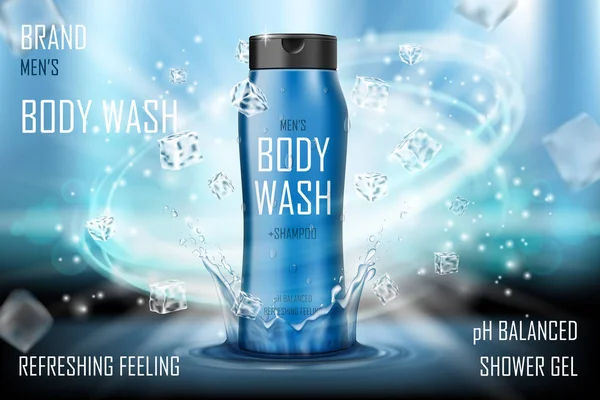 BRAND
MEN'S
BODY WASH
MEN'S
BODY
WASH
+SHAMPOO
pH BALANCED
REFRESHING FEELING
REFRESHING FEELING
pH BALANCED
SHOWER GEL